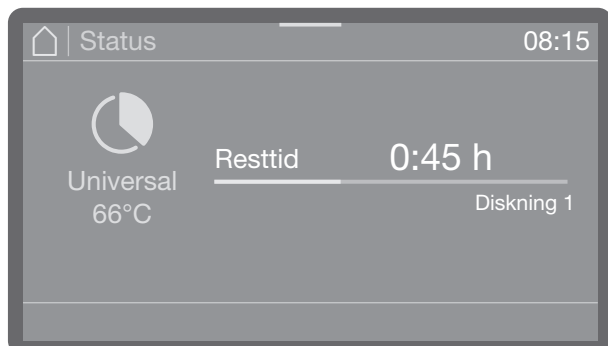 Status 08:15
Resttid 0:45 h
Universal
66°C
Diskning 1